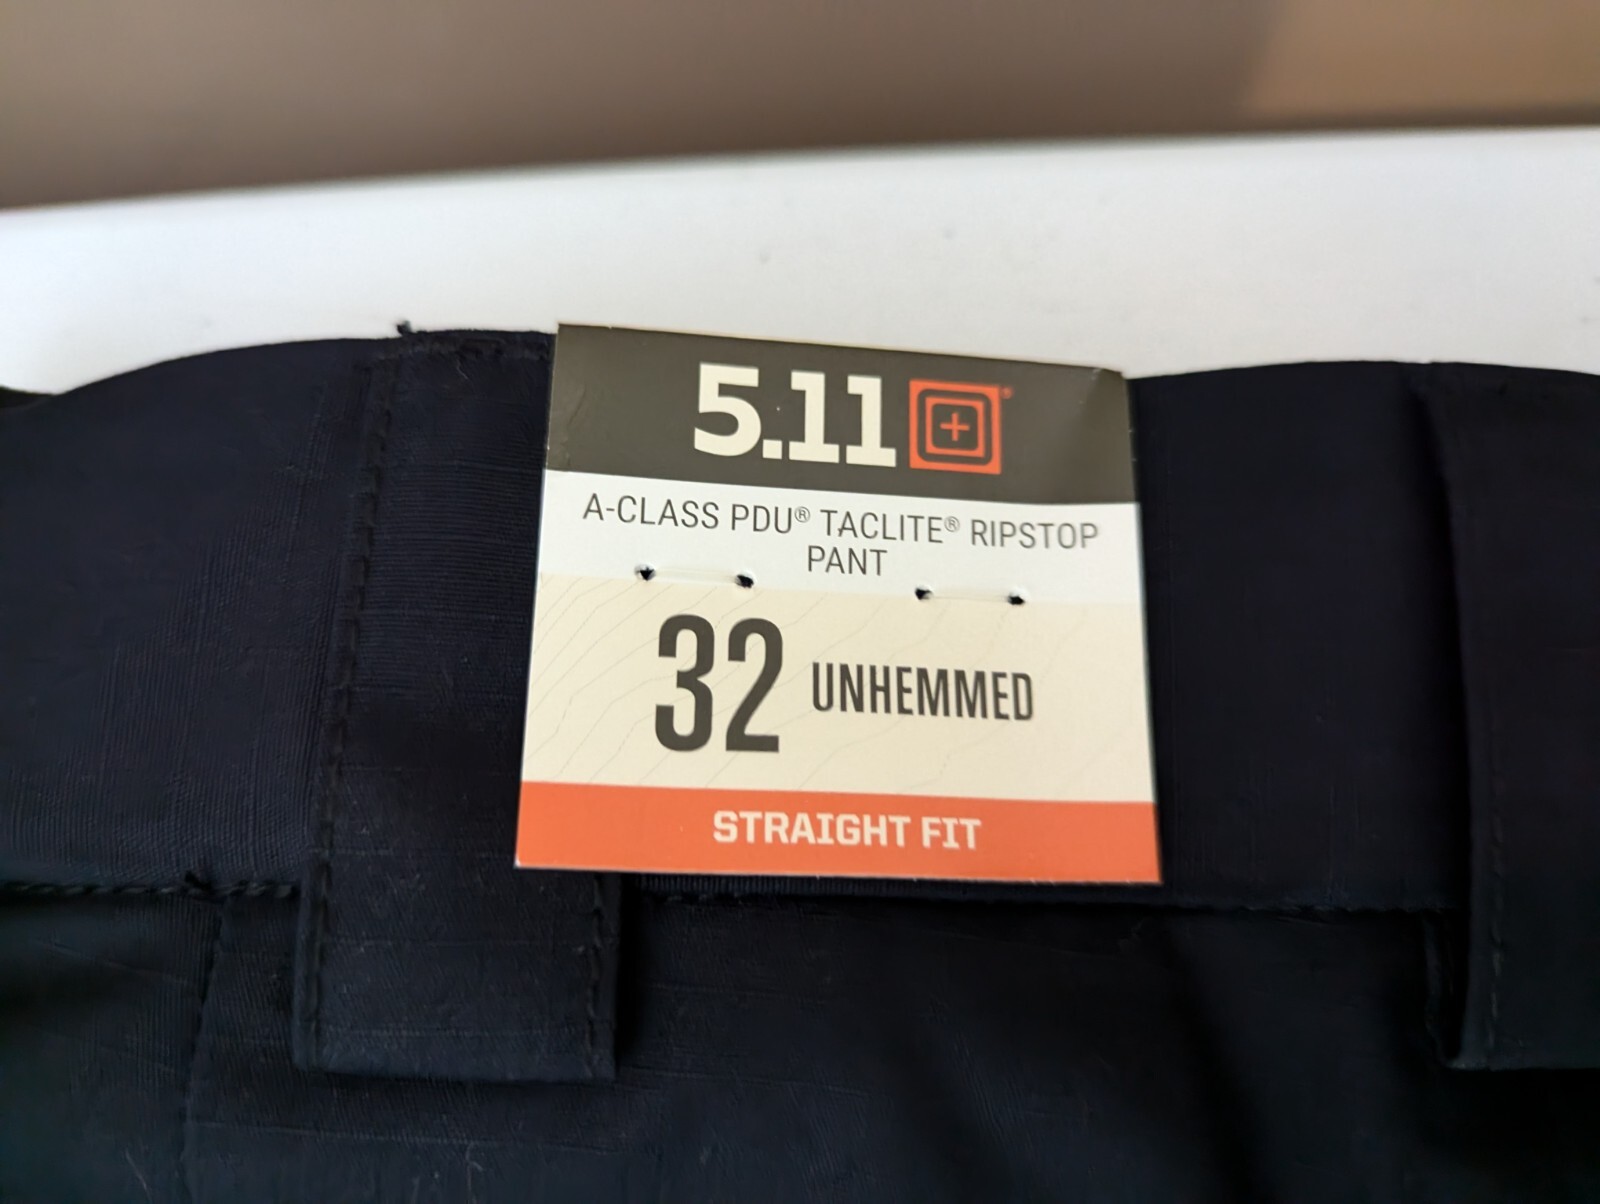 5.11®
A-CLASS PDU® TACLITE® RIPSTOP
PANT
32 UNHEMMED
STRAIGHT FIT